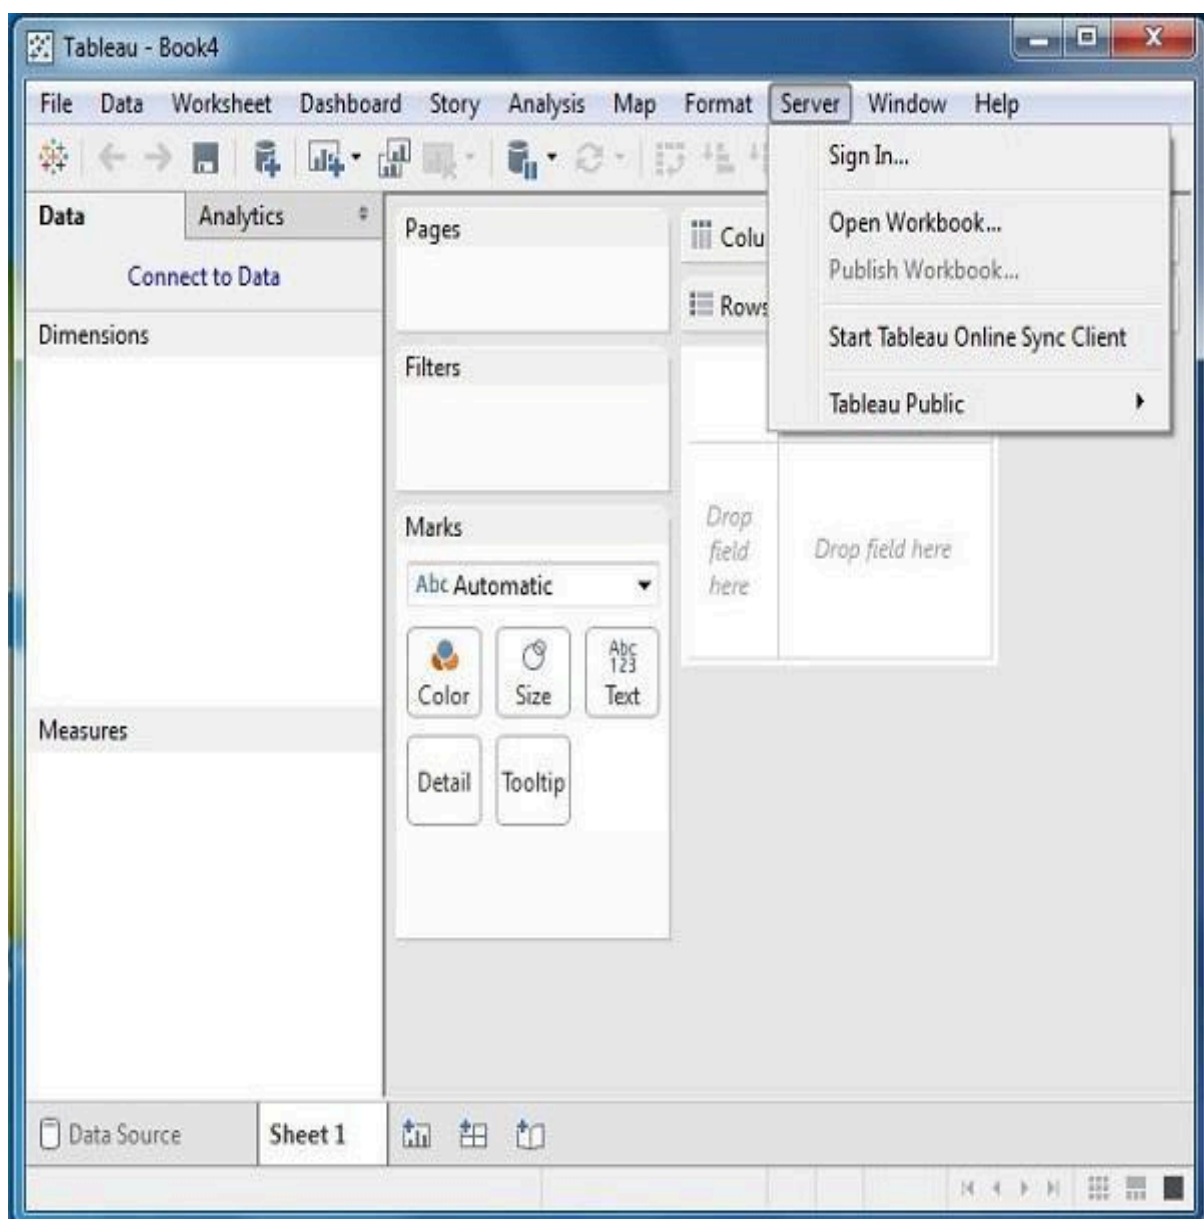 Tableau - Book4
File Data Worksheet Dashboard Story Analysis Map Format Server Window Help
Sign In...
Open Workbook...
Publish Workbook...
Start Tableau Online Sync Client
Tableau Public
Data Analytics
Connect to Data
Dimensions
Measures
Pages
Filters
Marks
Abc Automatic
Color
Size
Abc
123
Text
Detail
Tooltip
Colu
Rows
Drop
field
here
Drop field here
Data Source
Sheet 1